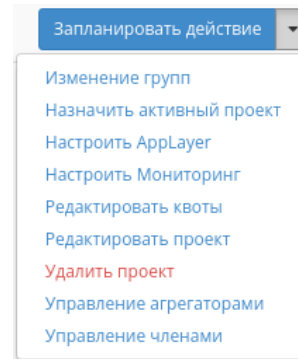 Запланировать действие
Изменение групп
Назначить активный проект
Настроить AppLayer
Настроить Мониторинг
Редактировать квоты
Редактировать проект
Удалить проект
Управление агрегаторами
Управление членами